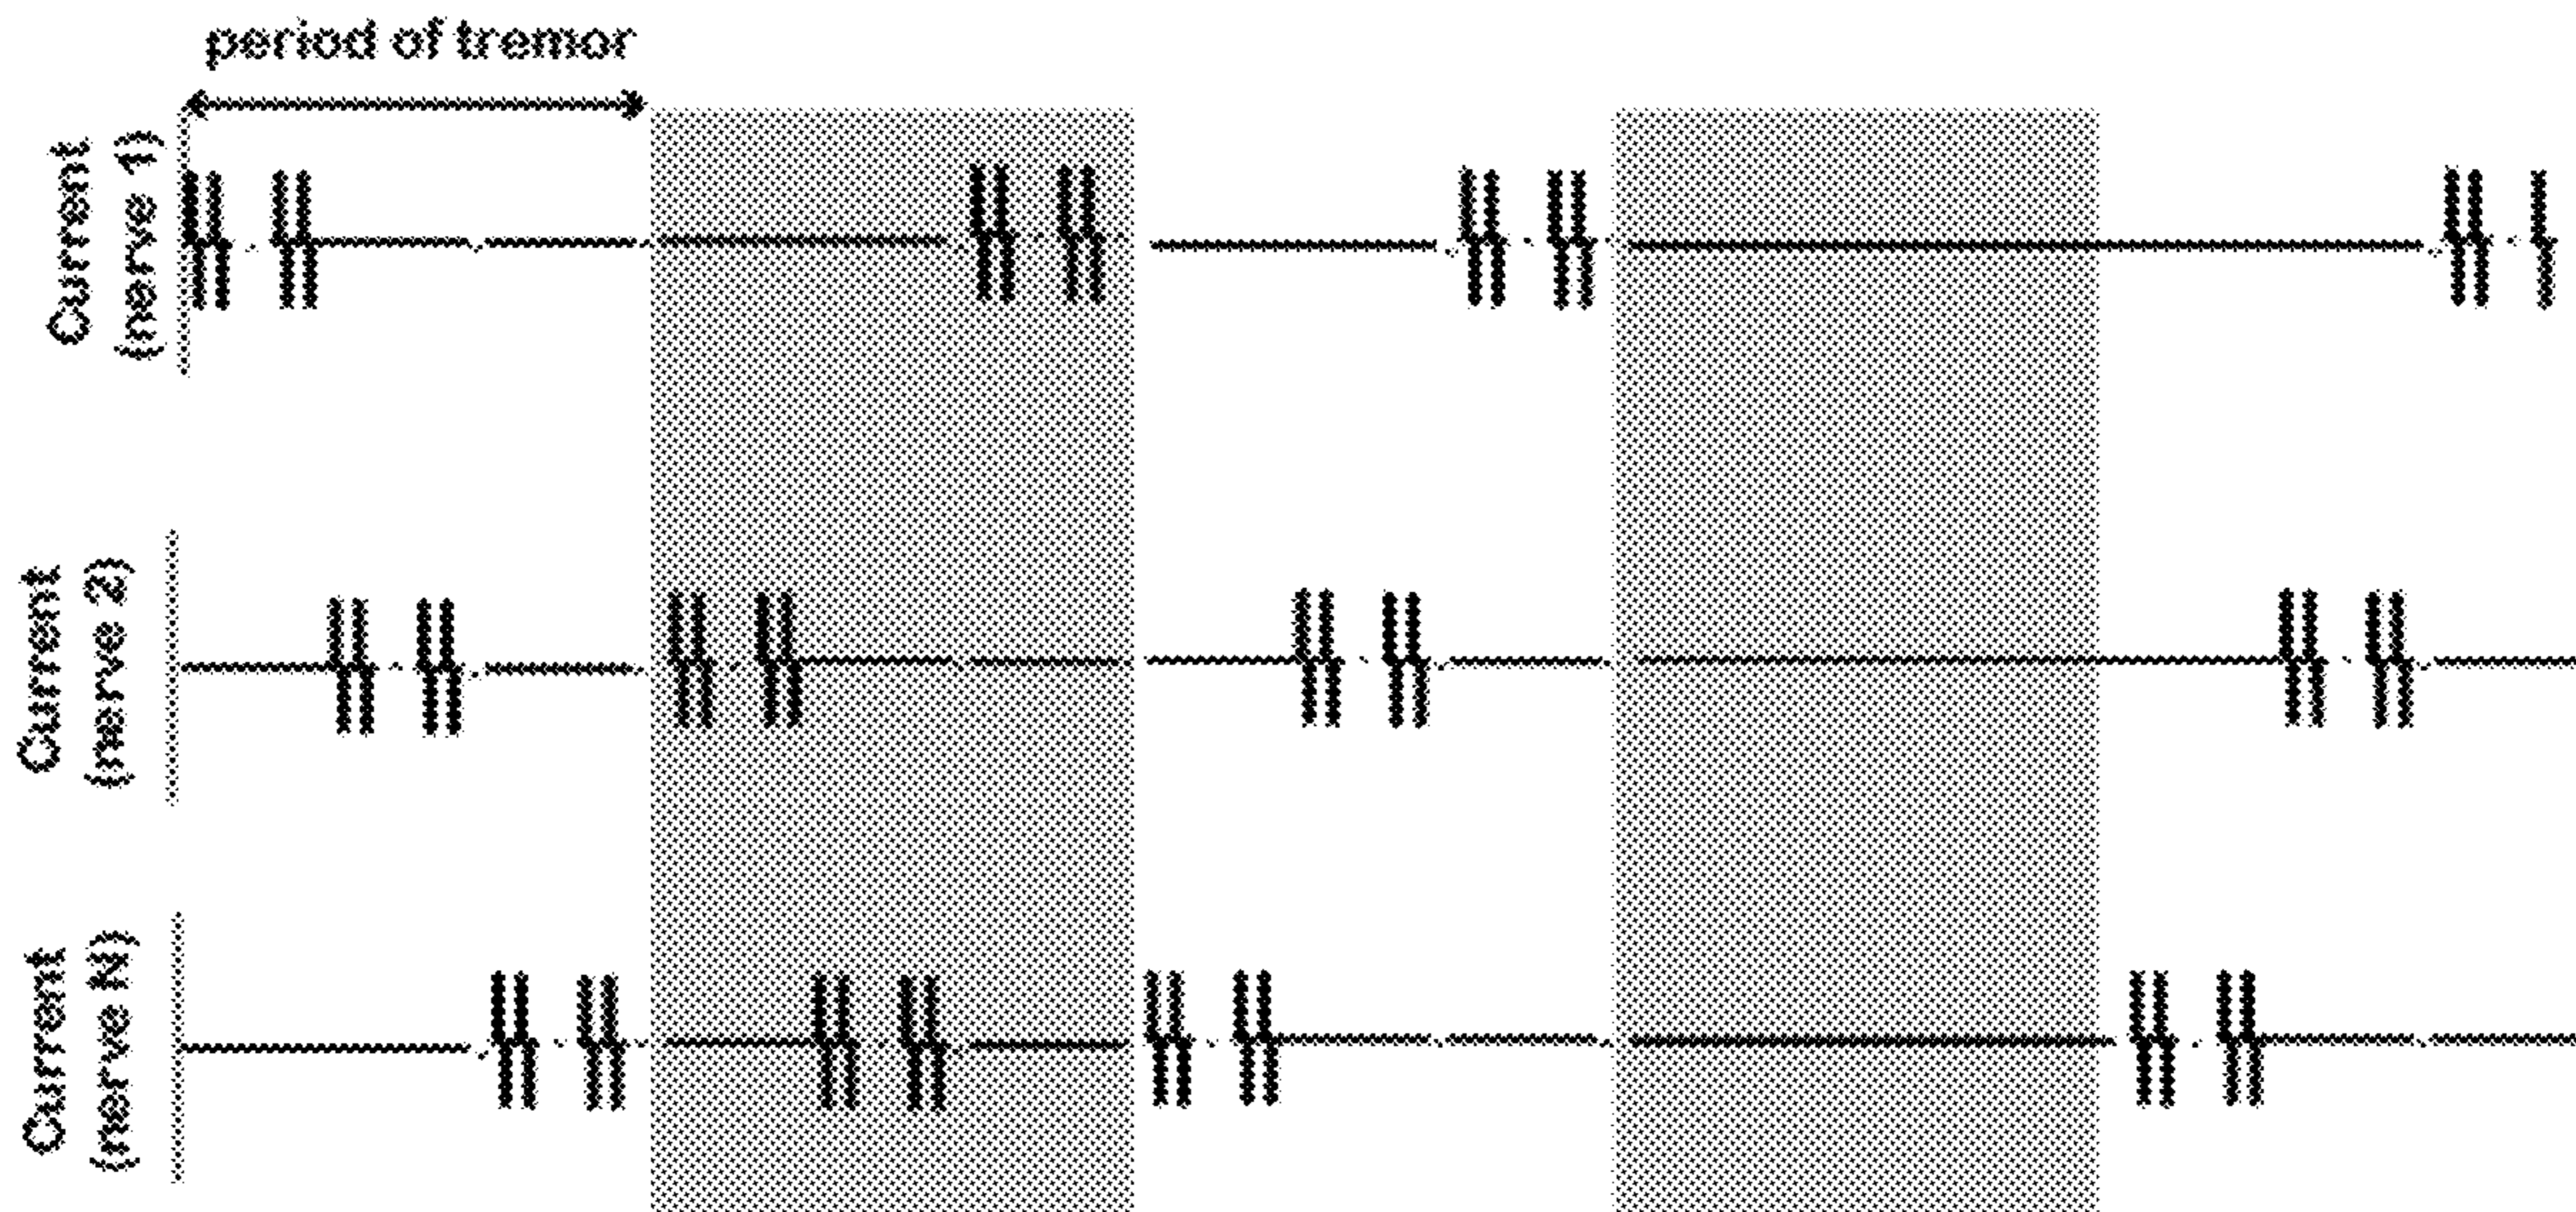 period of tremor
Current
(nerve 1)
Current
(nerve 2)
Current
(nerve N)